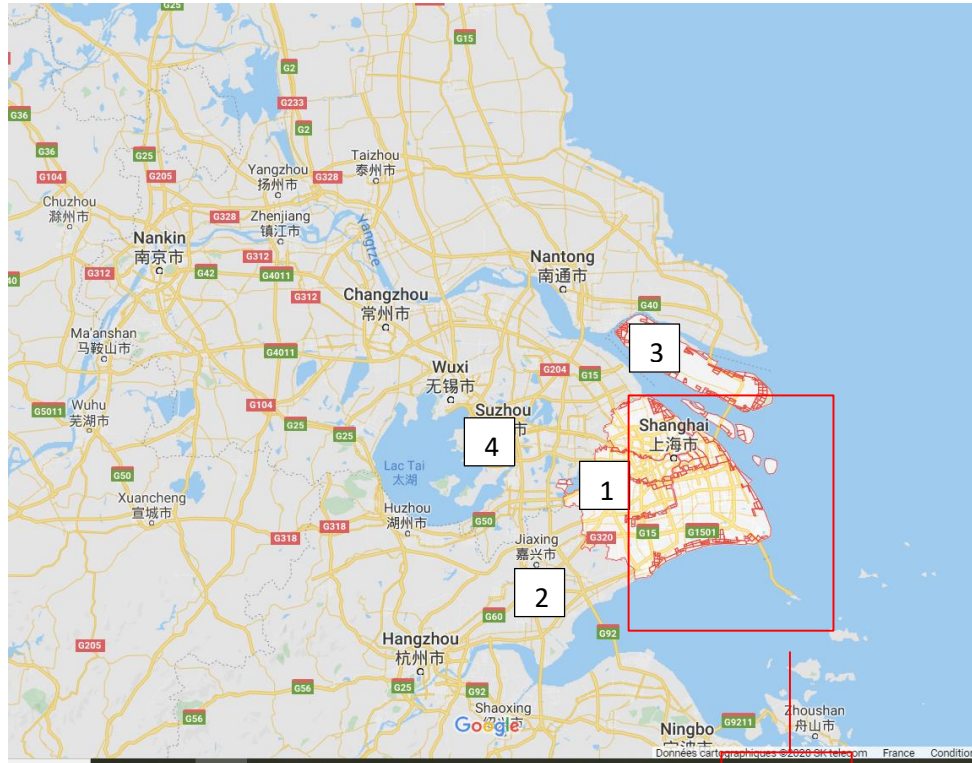 G25
G15
G2
G233
G36
G2
G36
G25
G104
G205
Taizhou
泰州市
Yangzhou
扬州市
G328
Chuzhou
滁州市
G328
Zhenjiang
镇江市
Yangtze
Nankin
南京市
G312
G312
G42
G4011
G312
40
Nantong
南通市
Changzhou
常州市
G40
Ma'anshan
马鞍山市
G4011
3
Wuxi
无锡市
G204
G15
Wuhu
芜湖市
G5011
G104
G25
G25
Suzhou
市
4
Shanghai
上海市
Lac Tai
太湖
G50
1
Xuancheng
宣城市
Huzhou
湖州市
G50
G318
G318
Jiaxing
嘉兴市
G320
G15
G1501
2
G60
G92
Hangzhou
杭州市
G205
G56
G25
G92
G56
Shaoxing
Google
Zhoushan
舟山市
G9211
Ningbo
Données cartographiques ©2020 SK telecom France Condition